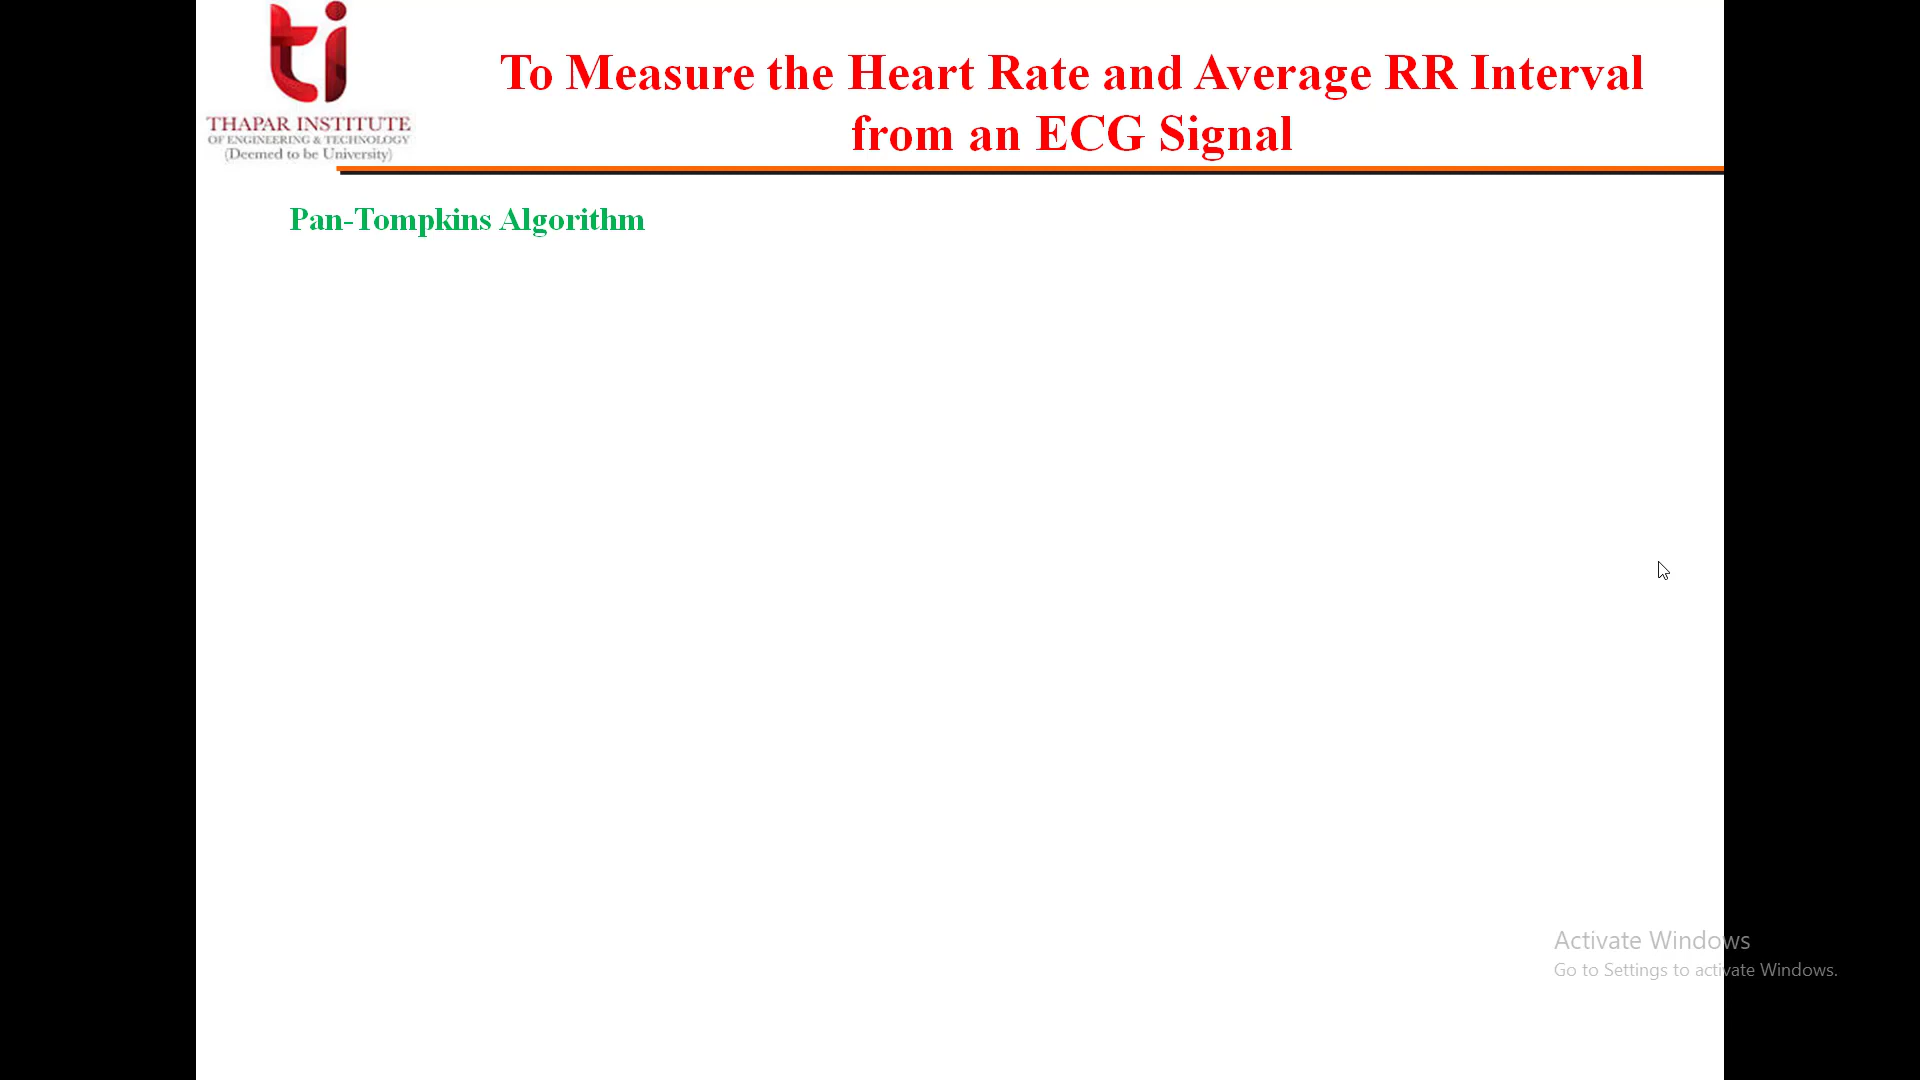 ti
THAPAR INSTITUTE
OF ENGINEERING & TECHNOLOGY
(Deemed to be University)
To Measure the Heart Rate and Average RR Interval
from an ECG Signal
Pan-Tompkins Algorithm
Activate Windows
Go to Settings to activate Windows.